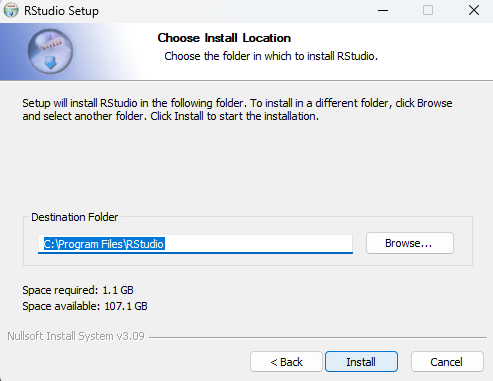 RStudio Setup
Choose Install Location
Choose the folder in which to install RStudio.
Setup will install RStudio in the following folder. To install in a different folder, click Browse
and select another folder. Click Install to start the installation.
Destination Folder
C:\Program Files\RStudio
Browse...
Space required: 1.1 GB
Space available: 107.1 GB
Nullsoft Install System v3.09
< Back
Install
Cancel